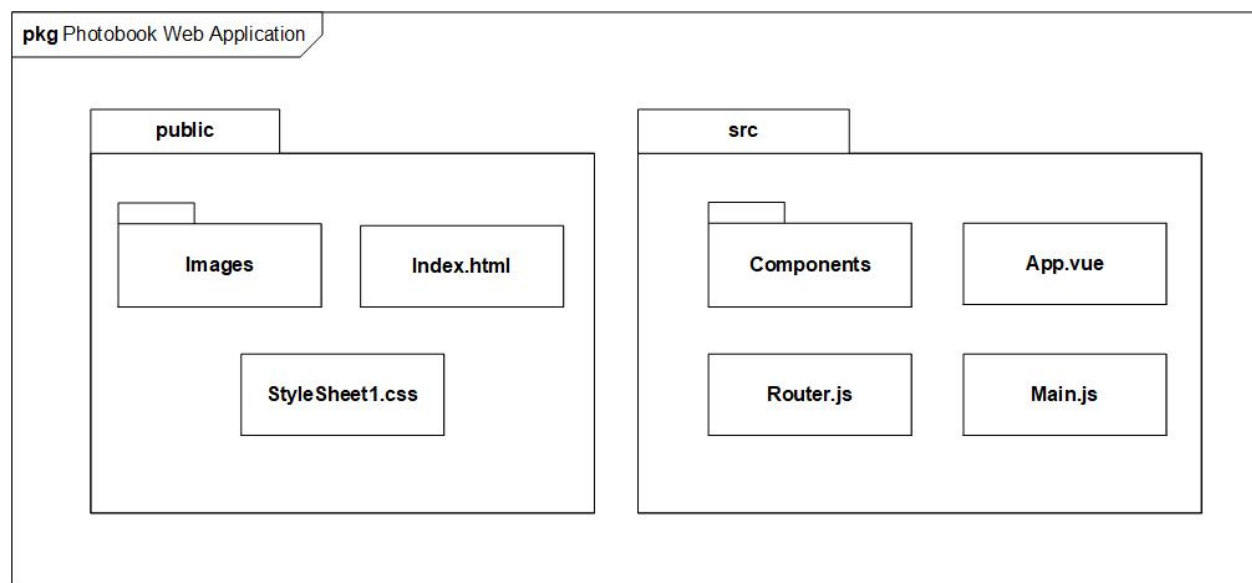 pkg Photobook Web Application
public
src
Images
Index.html
Components
App.vue
StyleSheet1.css
Router.js
Main.js